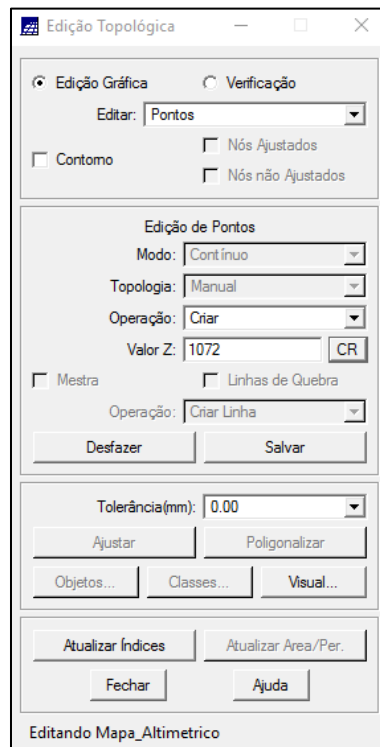 Edição Topológica
Edição Gráfica Verificação
Editar: Pontos
Contorno Nós Ajustados
Nós não Ajustados
Edição de Pontos
Modo: Contínuo
Topologia: Manual
Operação: Criar
Valor Z: 1072 CR
Mestra Linhas de Quebra
Operação: Criar Linha
Desfazer Salvar
Tolerância(mm): 0.00
Ajustar Poligonalizar
Objetos... Classes... Visual...
Atualizar Índices Atualizar Area/Per.
Fechar Ajuda
Editando Mapa_Altimetrico